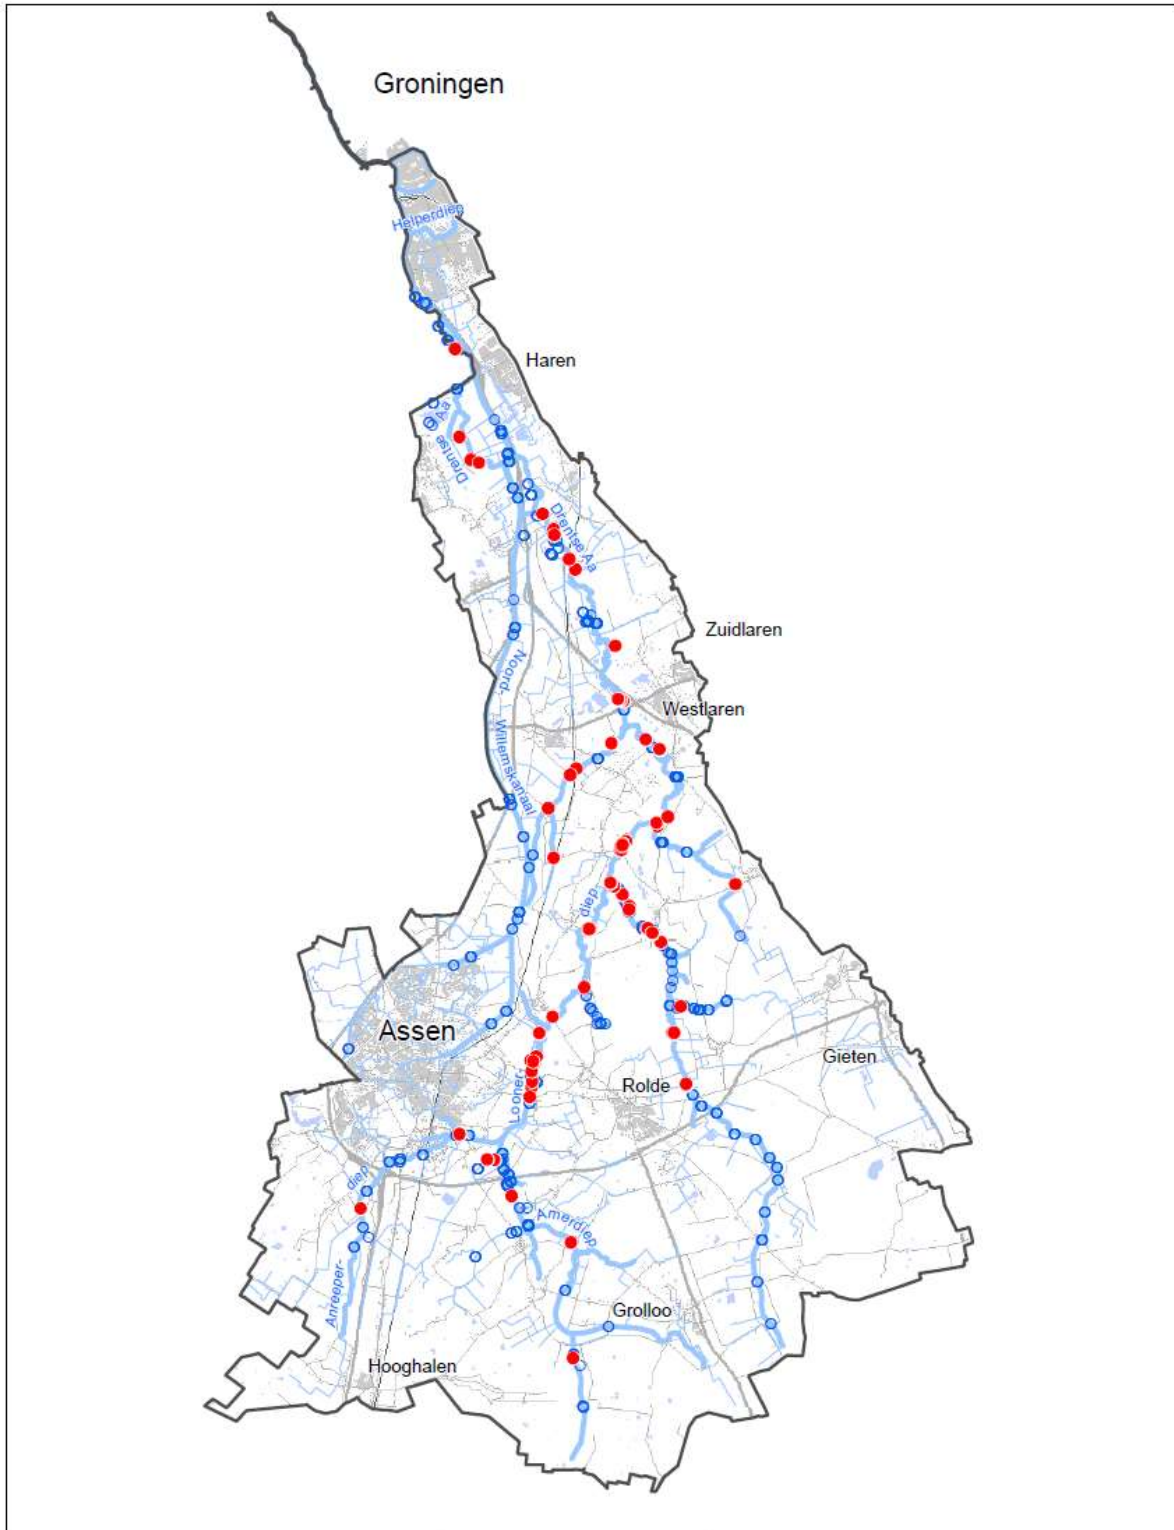 Groningen
Helperdiep
Haren
Drentse Aa
Drentse Aa
Zuidlaren
Noord-
Westlaren
Willemskanaal
diep
Assen
Gieten
Rolde
Looner
diep
Amerdiep
Anreeper-
Grolloo
Hooghalen